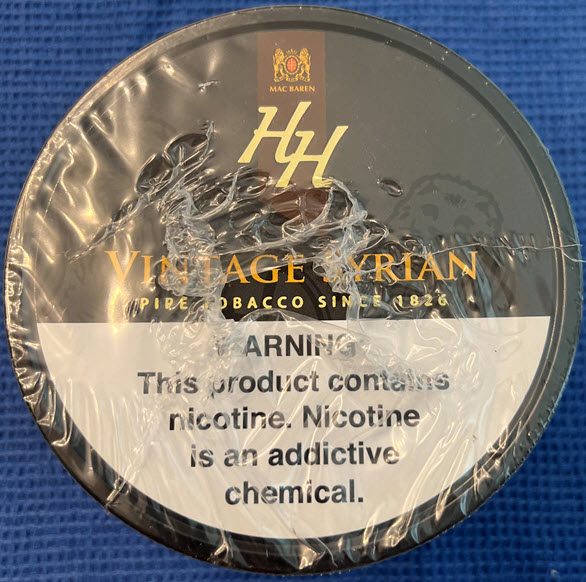 MAC BAREN
HH
VINTAGE SYRIAN
PIPE TOBACCO SINCE 1826
WARNING
This product contains
nicotine. Nicotine
is an addictive
chemical.